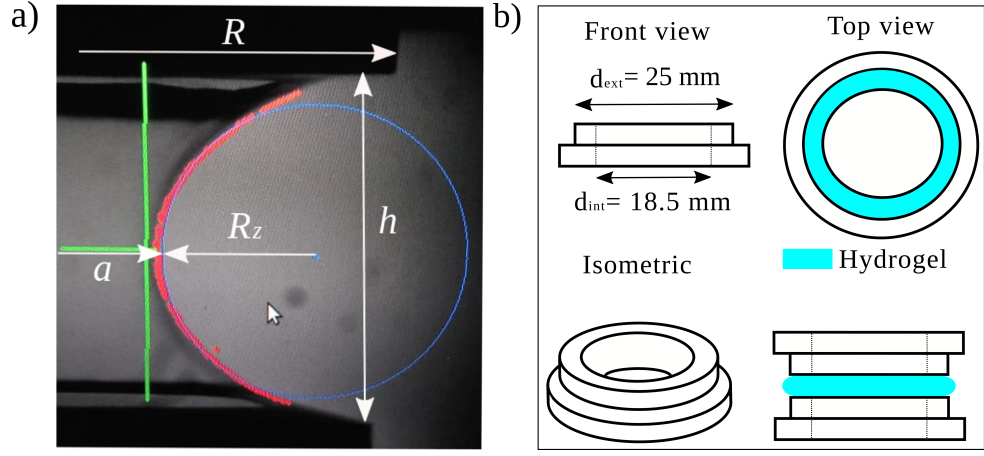 a)
R
h
Rz
a
b)
Front view
dext= 25 mm
dint= 18.5 mm
Top view
Hydrogel
Isometric